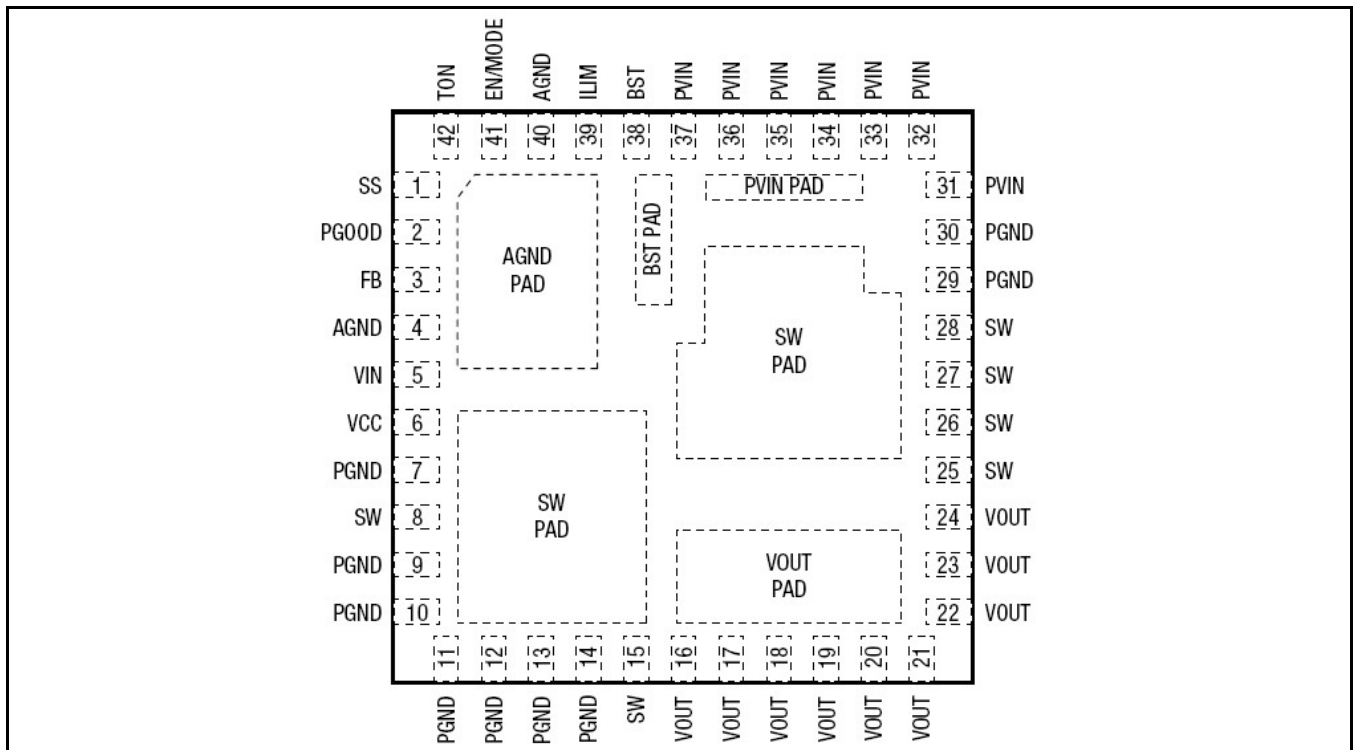 TON
EN/MODE
AGND
ILIM
BST
PVIN
PVIN
PVIN
PVIN
PVIN
PVIN
42
41
40
39
38
37
36
35
34
33
32
SS 1
PGOOD 2
FB 3
AGND 4
VIN 5
VCC 6
PGND 7
SW 8
PGND 9
PGND 10
AGND
PAD
BST PAD
PVIN PAD
SW
PAD
SW
PAD
VOUT
PAD
31 PVIN
30 PGND
29 PGND
28 SW
27 SW
26 SW
25 SW
24 VOUT
23 VOUT
22 VOUT
11
12
13
14
15
16
17
18
19
20
21
PGND
PGND
PGND
PGND
SW
VOUT
VOUT
VOUT
VOUT
VOUT
VOUT